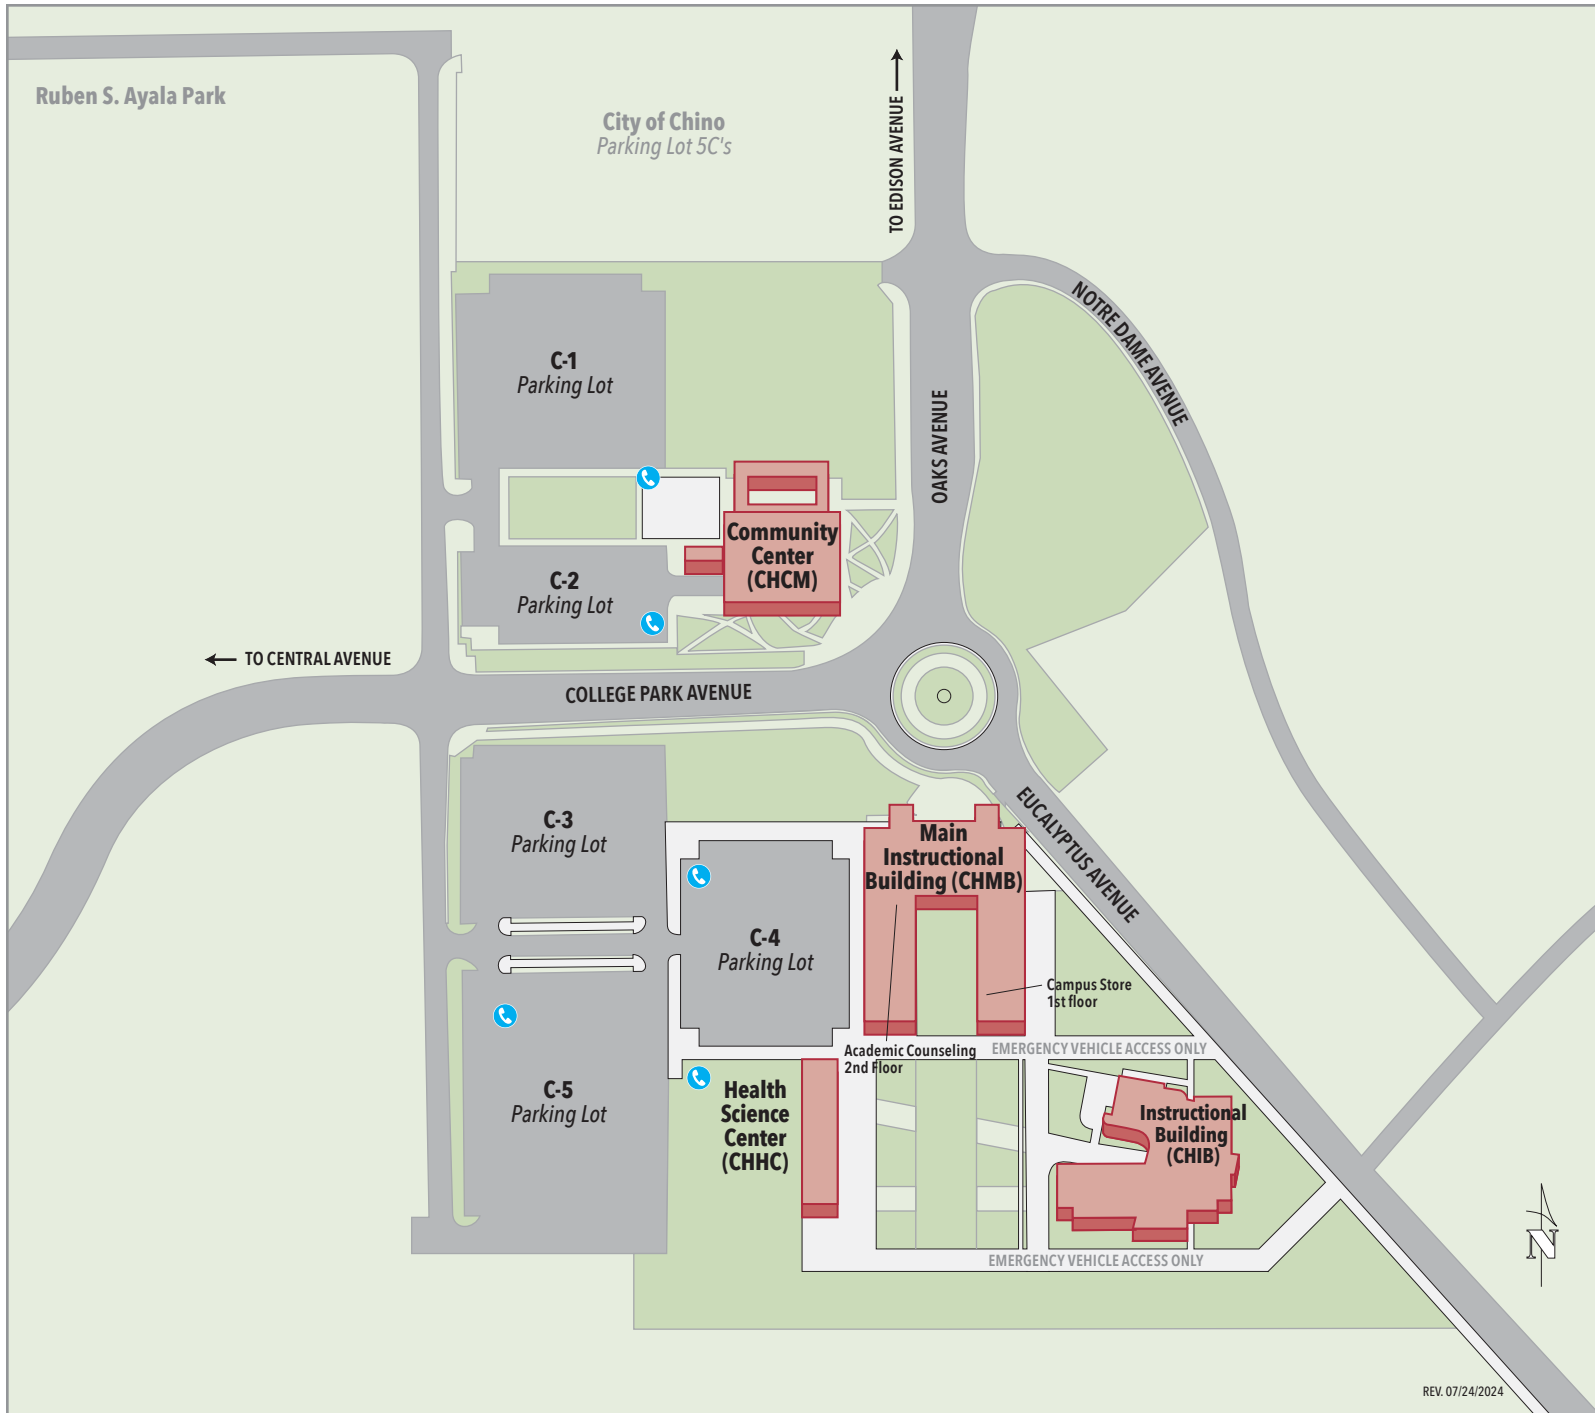 Ruben S. Ayala Park
City of Chino
Parking Lot 5C's
TO EDISON AVENUE
NOTRE DAME AVENUE
C-1
Parking Lot
OAKS AVENUE
Community
Center
(CHCM)
C-2
Parking Lot
TO CENTRAL AVENUE
COLLEGE PARK AVENUE
EUCALYPTUS AVENUE
C-3
Parking Lot
Main
Instructional
Building (CHMB)
C-4
Parking Lot
Campus Store
1st floor
Academic Counseling
2nd Floor
EMERGENCY VEHICLE ACCESS ONLY
C-5
Parking Lot
Health
Science
Center
(CHHC)
Instructional
Building
(CHIB)
N
EMERGENCY VEHICLE ACCESS ONLY
REV. 07/24/2024